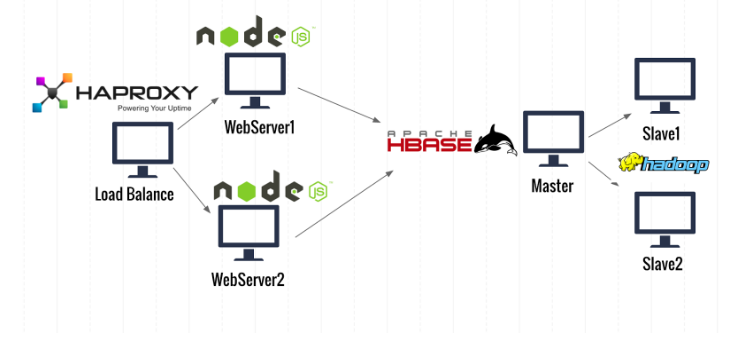 node
JS
HAPROXY
Powering Your Uptime
WebServer1
Load Balance
APACHE
HBASE
Slave1
hadoop
Master
node
JS
WebServer2
Slave2